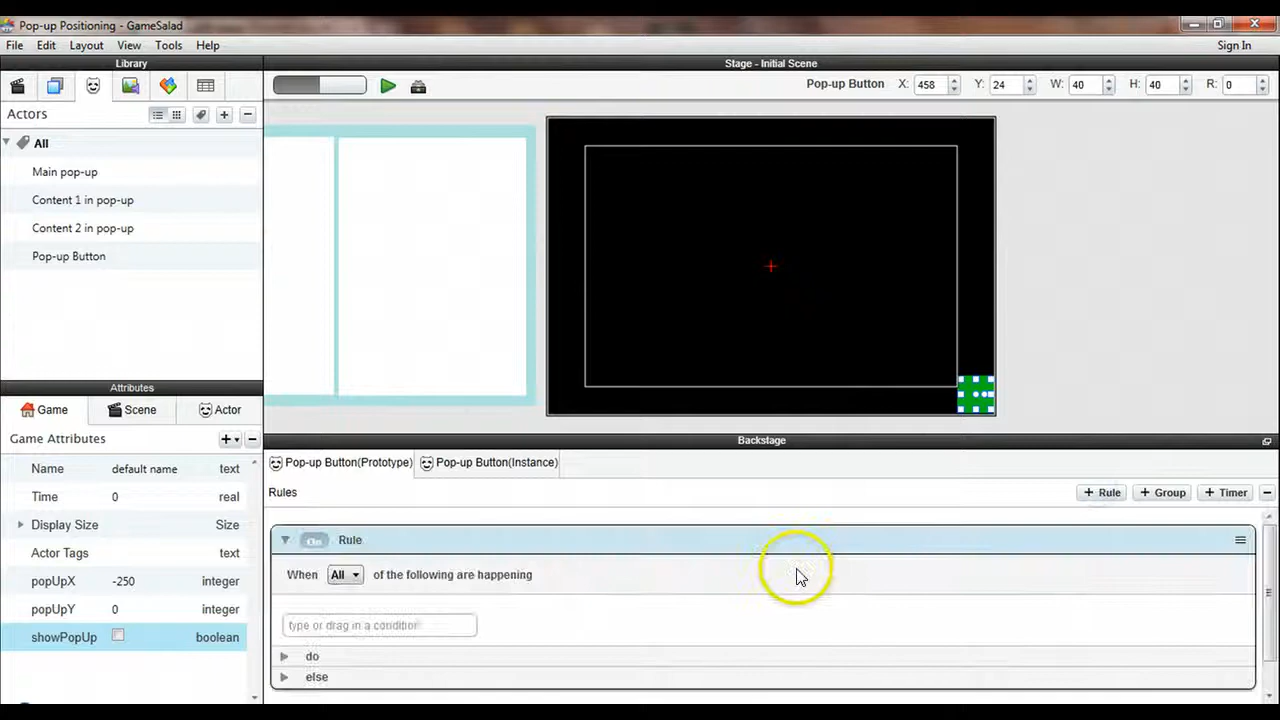 Pop-up Positioning - GameSalad
File Edit Layout View Tools Help Sign In
Library
Stage - Initial Scene
Pop-up Button X: 458 Y: 24 W: 40 H: 40 R: 0
Actors
All
Main pop-up
Content 1 in pop-up
Content 2 in pop-up
Pop-up Button
Attributes
Game Scene Actor
Game Attributes
Name default name text
Time 0 real
Display Size Size
Actor Tags text
popUpX -250 integer
popUpY 0 integer
showPopUp boolean
Backstage
Pop-up Button(Prototype) Pop-up Button(Instance)
Rules + Rule + Group + Timer
On Rule
When All of the following are happening
type or drag in a condition
do
else